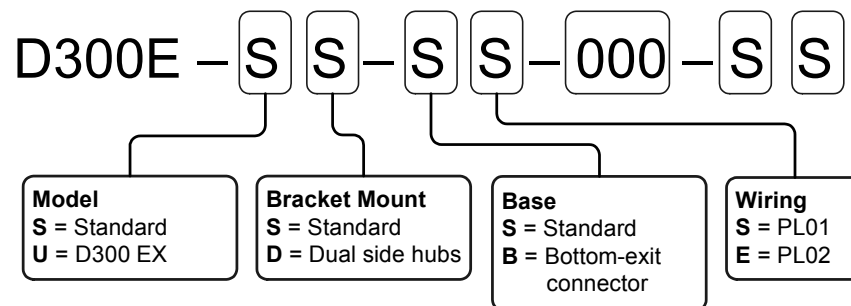 D300E – S S – S S – 000 – S S
Model
S = Standard
U = D300 EX
Bracket Mount
S = Standard
D = Dual side hubs
Base
S = Standard
B = Bottom-exit
connector
Wiring
S = PL01
E = PL02